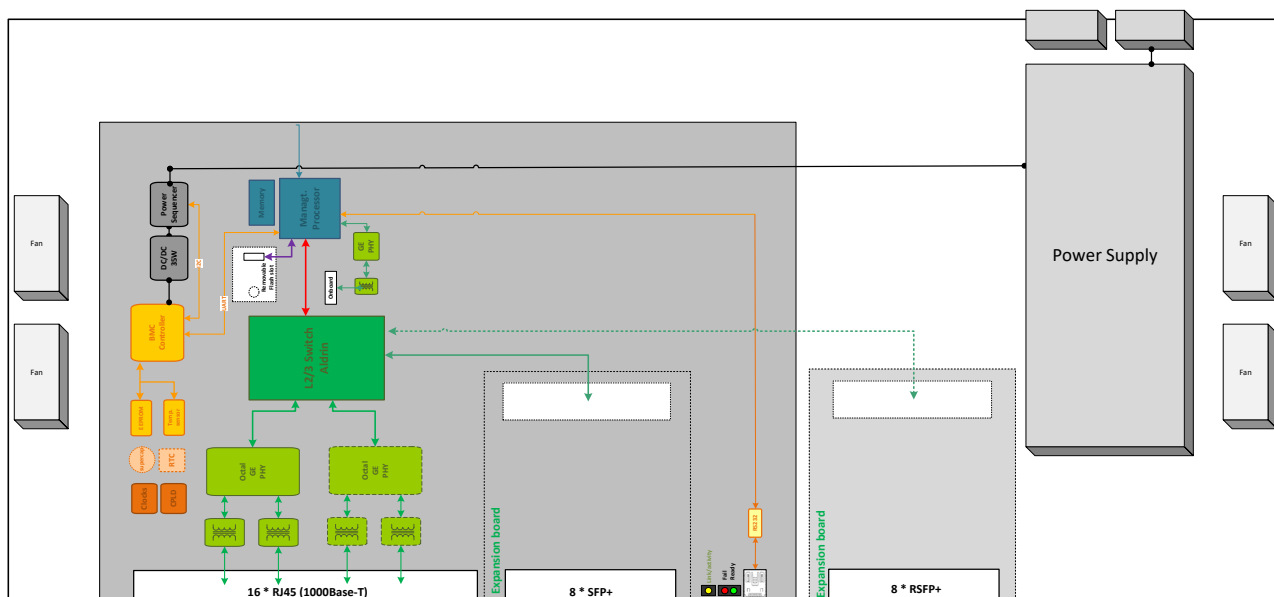 Power Supply
Fan
Fan
Fan
Fan
Power
Sequencer
DC/DC
35W
I2C
UART
BMC
Controller
EEPROM
Temp.
sensor
Supercap
RTC
Clocks
CPLD
Memory
Managt.
Processor
Removable
Flash slot
Onboard
GE
PHY
L2/3 Switch
Aldrin
Octal
GE
PHY
Octal
GE
PHY
16 * RJ45 (1000Base-T)
Expansion board
8 * SFP+
Link/activity
Fail
Ready
RS232
Expansion board
8 * RSFP+